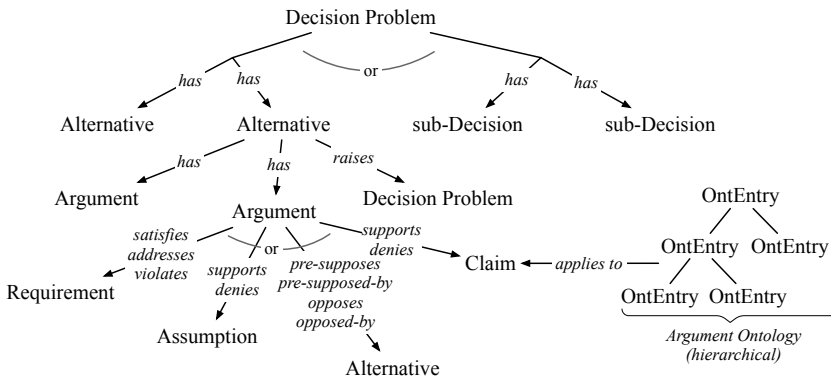 Decision Problem
or
has
has
has
has
Alternative
Alternative
sub-Decision
sub-Decision
has
has
raises
Argument
Decision Problem
OntEntry
Argument
satisfies
addresses
violates
or
supports
denies
supports
denies
pre-supposes
pre-supposed-by
opposes
opposed-by
Claim
applies to
OntEntry
OntEntry
Requirement
OntEntry
OntEntry
Assumption
Alternative
Argument Ontology
(hierarchical)